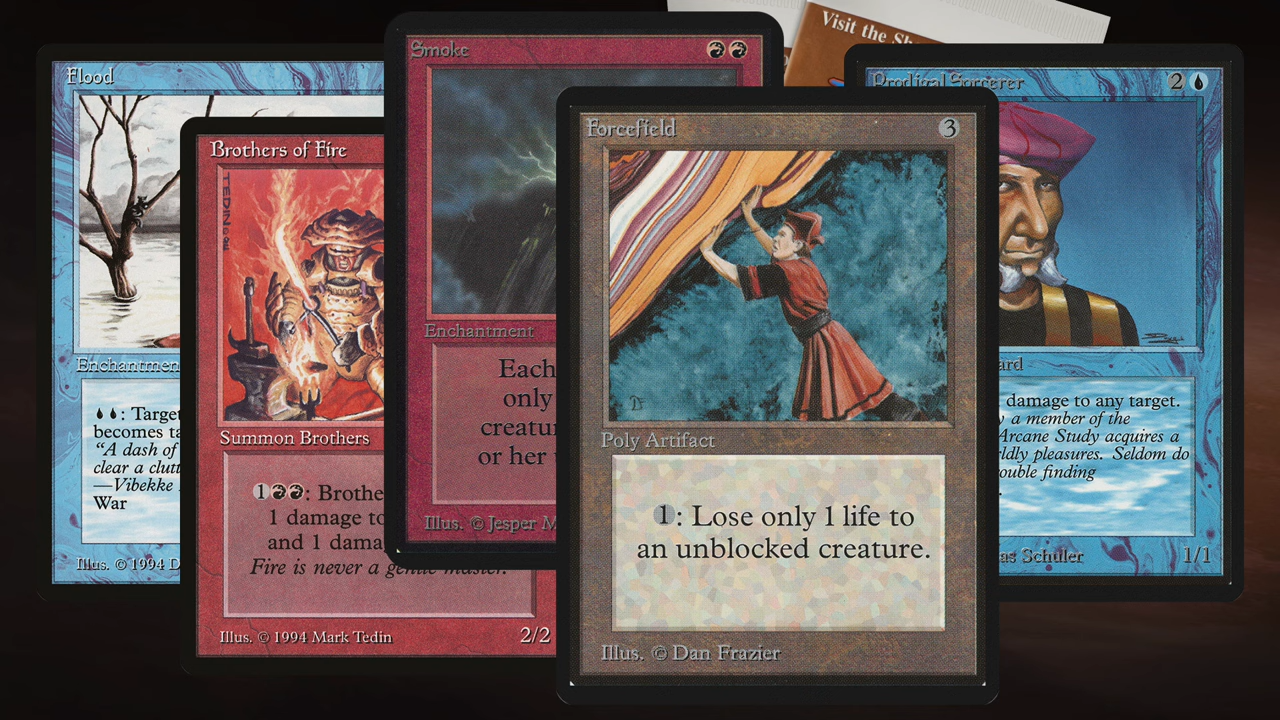 Visit the
Flood
Enchantmen
: Target
becomes ta
“A dash of
clear a clutt
—Vibekke
War
Illus. © 1994 D
Brothers of Fire
TEDIN
Summon Brothers
1: Brothe
1 damage to
and 1 dama
Fire is never a gentle master.
Illus. © 1994 Mark Tedin
2/2
Smoke
Enchantment
Each
only
creatu
or her
Illus. © Jesper M
Forcefield
3
Poly Artifact
1: Lose only 1 life to
an unblocked creature.
Illus. © Dan Frazier
Prodigal Sorcerer
2
ard
damage to any target.
y a member of the
Arcane Study acquires a
ldly pleasures. Seldom do
ouble finding
as Schuler
1/1